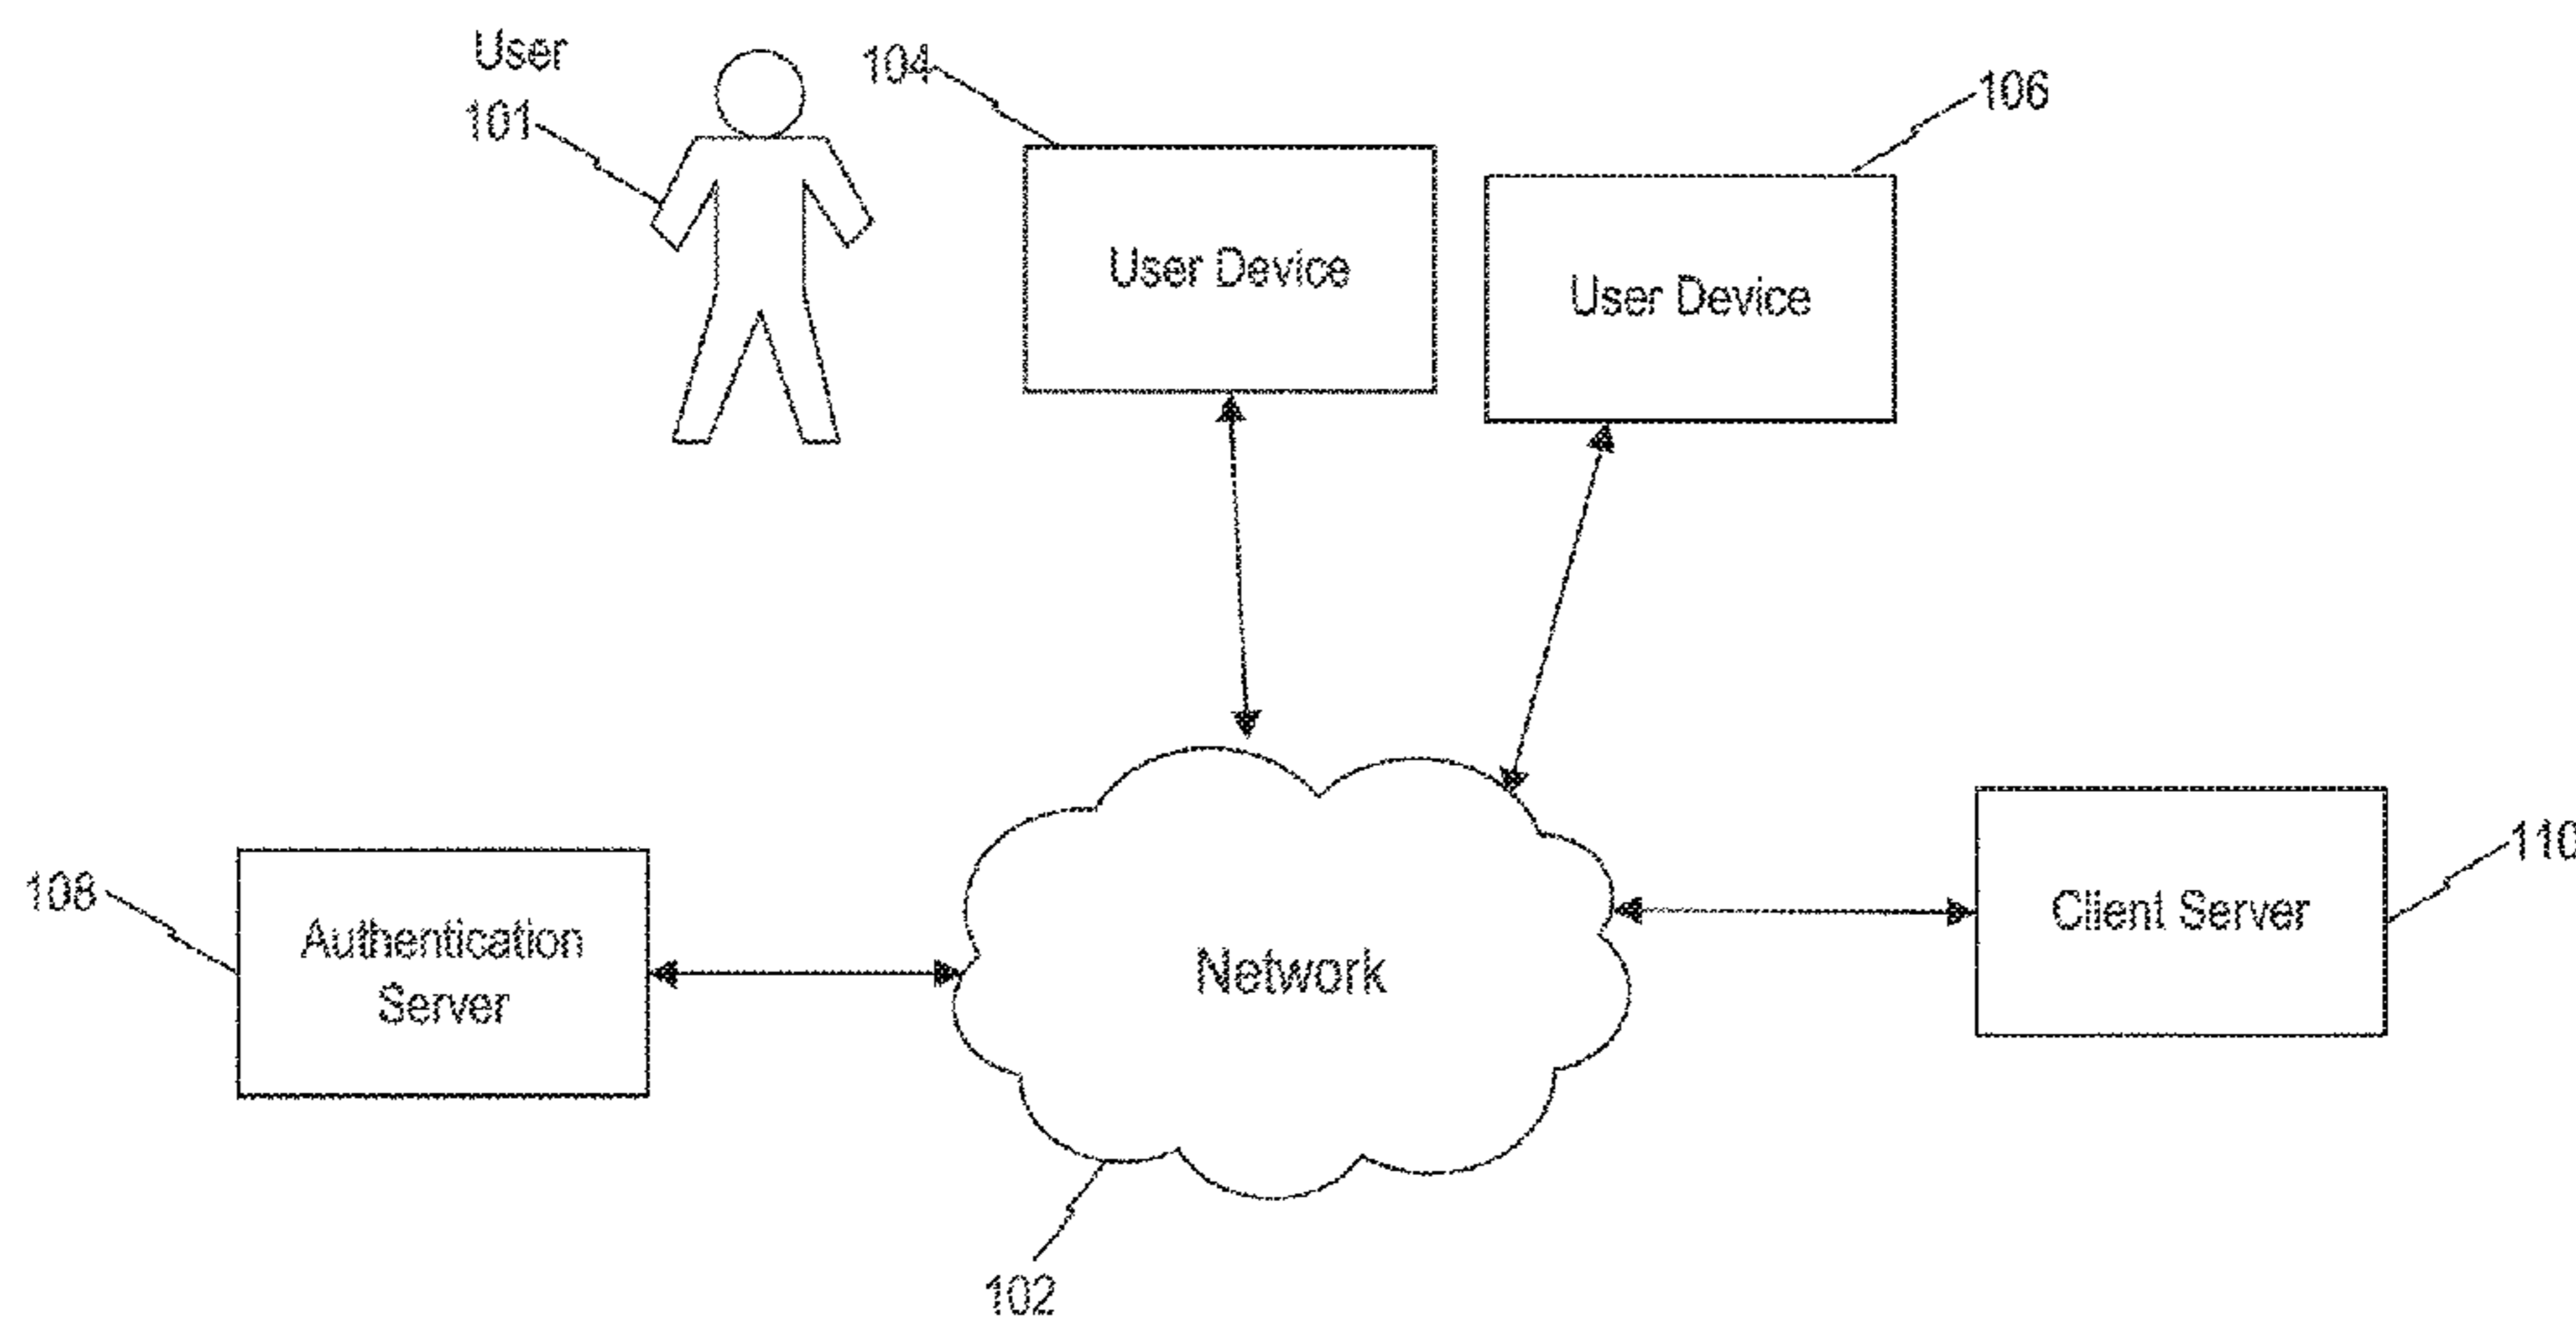 User
101
104
106
User Device
User Device
108
Authentication
Server
Network
Client Server
110
102